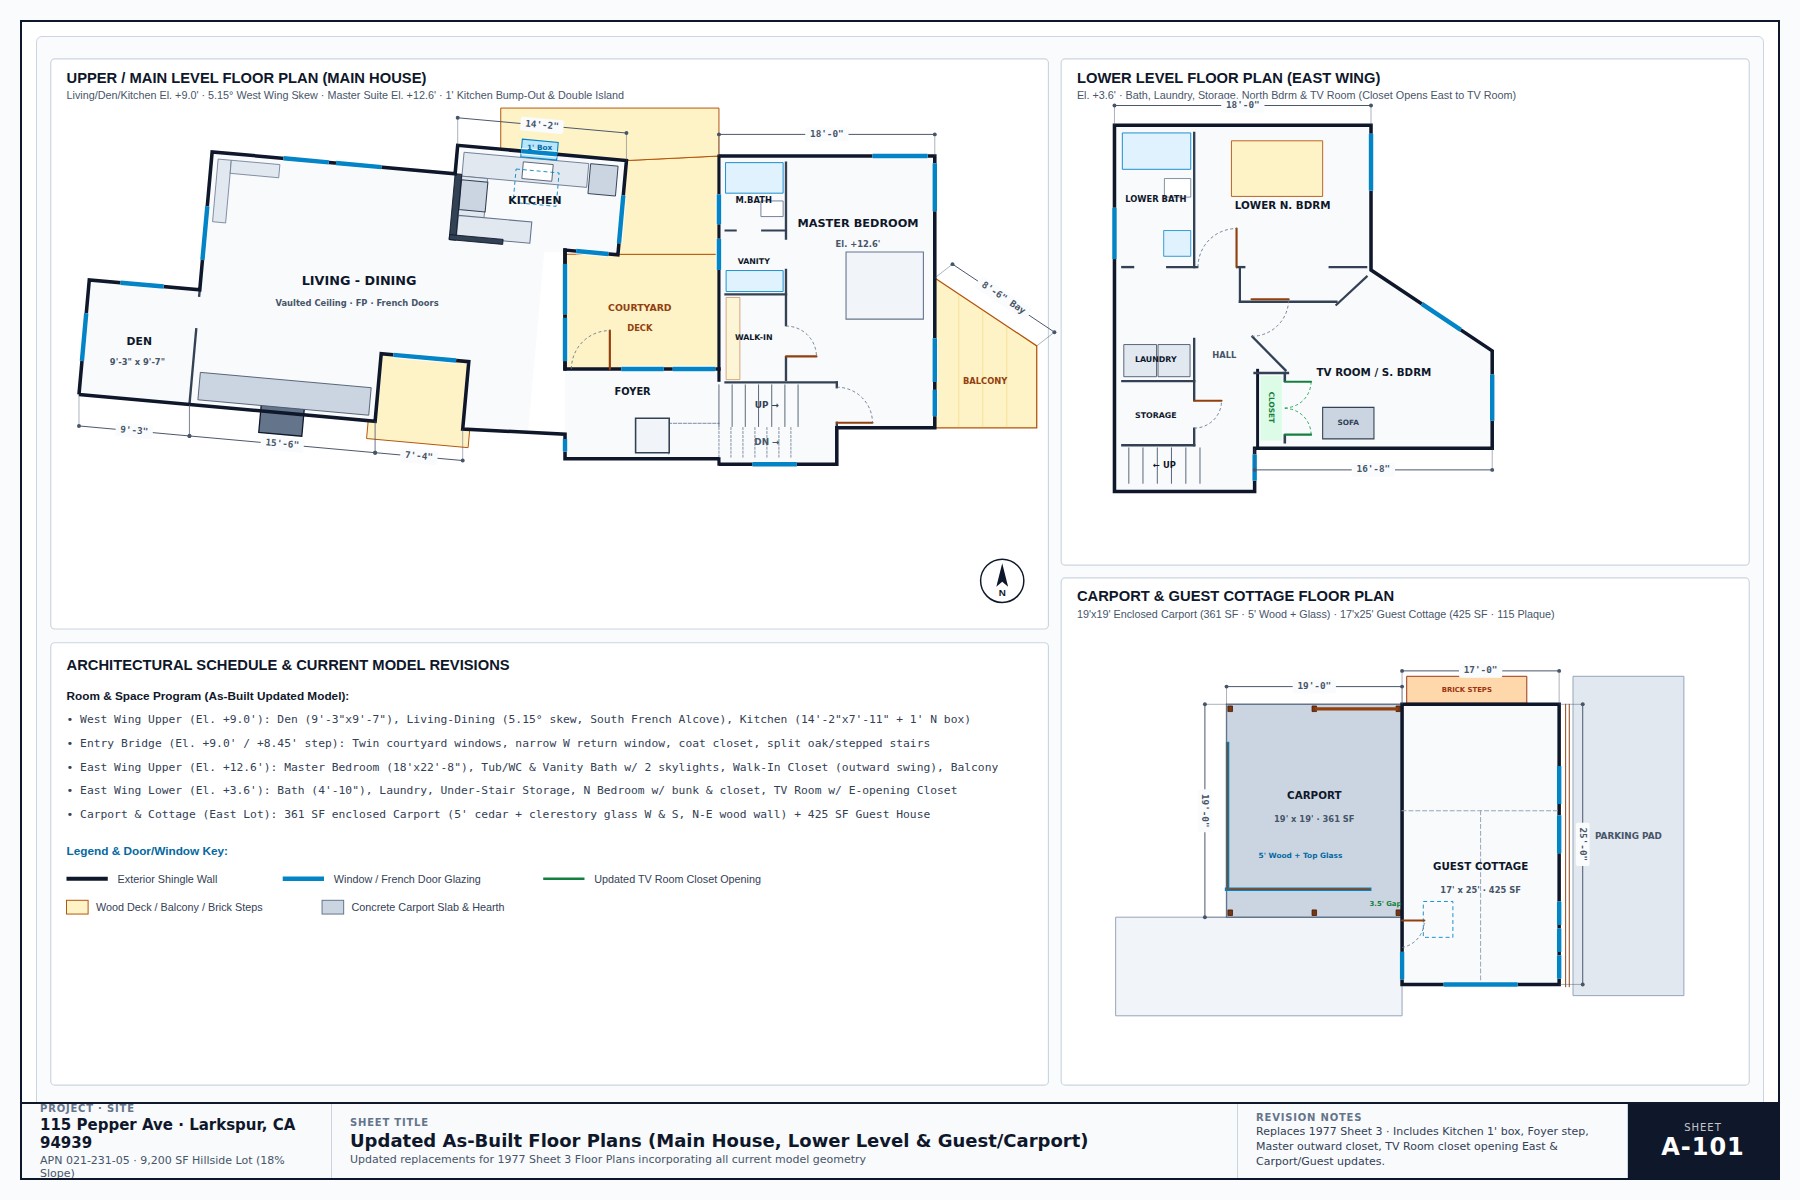 UPPER / MAIN LEVEL FLOOR PLAN (MAIN HOUSE)
Living/Den/Kitchen El. +9.0' · 5.15° West Wing Skew · Master Suite El. +12.6' · 1' Kitchen Bump-Out & Double Island
14'-2"
18'-0"
1' Box
KITCHEN
M.BATH
MASTER BEDROOM
El. +12.6'
VANITY
LIVING - DINING
Vaulted Ceiling · FP · French Doors
COURTYARD
DECK
8'-6" Bay
DEN
9'-3" x 9'-7"
WALK-IN
FOYER
BALCONY
UP →
DN →
9'-3"
15'-6"
7'-4"
N
LOWER LEVEL FLOOR PLAN (EAST WING)
El. +3.6' · Bath, Laundry, Storage, North Bdrm & TV Room (Closet Opens East to TV Room)
18'-0"
LOWER BATH
LOWER N. BDRM
LAUNDRY
HALL
TV ROOM / S. BDRM
CLOSET
STORAGE
SOFA
← UP
16'-8"
CARPORT & GUEST COTTAGE FLOOR PLAN
19'x19' Enclosed Carport (361 SF · 5' Wood + Glass) · 17'x25' Guest Cottage (425 SF · 115 Plaque)
17'-0"
19'-0"
BRICK STEPS
CARPORT
19' x 19' · 361 SF
19'-0"
25'-0"
PARKING PAD
5' Wood + Top Glass
GUEST COTTAGE
17' x 25' · 425 SF
3.5' Gap
ARCHITECTURAL SCHEDULE & CURRENT MODEL REVISIONS
Room & Space Program (As-Built Updated Model):
• West Wing Upper (El. +9.0'): Den (9'-3"x9'-7"), Living-Dining (5.15° skew, South French Alcove), Kitchen (14'-2"x7'-11" + 1' N box)
• Entry Bridge (El. +9.0' / +8.45' step): Twin courtyard windows, narrow W return window, coat closet, split oak/stepped stairs
• East Wing Upper (El. +12.6'): Master Bedroom (18'x22'-8"), Tub/WC & Vanity Bath w/ 2 skylights, Walk-In Closet (outward swing), Balcony
• East Wing Lower (El. +3.6'): Bath (4'-10"), Laundry, Under-Stair Storage, N Bedroom w/ bunk & closet, TV Room w/ E-opening Closet
• Carport & Cottage (East Lot): 361 SF enclosed Carport (5' cedar + clerestory glass W & S, N-E wood wall) + 425 SF Guest House
Legend & Door/Window Key:
Exterior Shingle Wall
Window / French Door Glazing
Updated TV Room Closet Opening
Wood Deck / Balcony / Brick Steps
Concrete Carport Slab & Hearth
PROJECT · SITE
115 Pepper Ave · Larkspur, CA
94939
APN 021-231-05 · 9,200 SF Hillside Lot (18%
Slope)
SHEET TITLE
Updated As-Built Floor Plans (Main House, Lower Level & Guest/Carport)
Updated replacements for 1977 Sheet 3 Floor Plans incorporating all current model geometry
REVISION NOTES
Replaces 1977 Sheet 3 · Includes Kitchen 1' box, Foyer step,
Master outward closet, TV Room closet opening East &
Carport/Guest updates.
SHEET
A-101